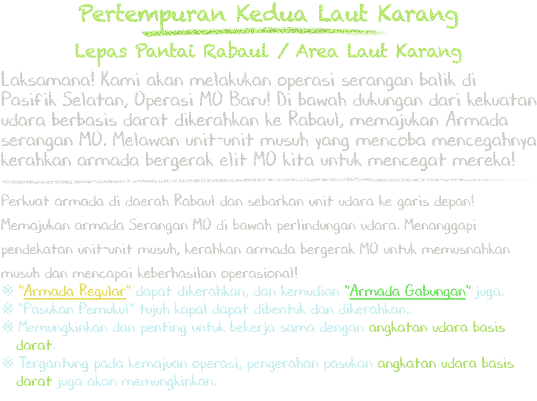 Pertempuran Kedua Laut Karang
Lepas Pantai Rabaul / Area Laut Karang
Laksamana! Kami akan melakukan operasi serangan balik di
Pasifik Selatan, Operasi MO Baru! Di bawah dukungan dari kekuatan
udara berbasis darat dikerahkan ke Rabaul, memajukan Armada
serangan MO. Melawan unit-unit musuh yang mencoba mencegahnya
kerahkan armada bergerak elit MO kita untuk mencegat mereka!
Perkuat armada di daerah Rabaul dan sebarkan unit udara ke garis depan!
Memajukan armada Serangan MO di bawah perlindungan udara. Menanggapi
pendekatan unit-unit musuh, kerahkan armada bergerak MO untuk memusnahkan
musuh dan mencapai keberhasilan operasional!
※ "Armada Regular" dapat dikerahkan, dan kemudian "Armada Gabungan" juga.
※ "Pasukan Pemukul" tujuh kapal dapat dibentuk dan dikerahkan..
※ Memungkinkan dan penting untuk bekerja sama dengan angkatan udara basis
darat.
※ Tergantung pada kemajuan operasi, pengerahan pasukan angkatan udara basis
darat juga akan memungkinkan.